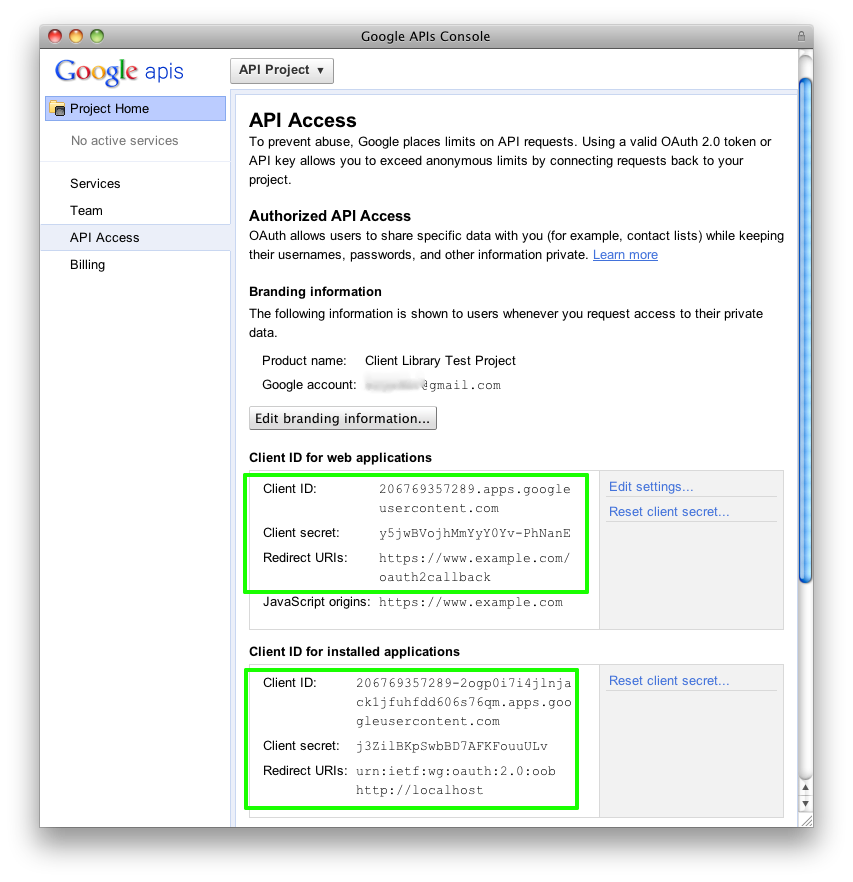 Google APIs Console
Google apis
API Project ▼
Project Home
No active services
Services
Team
API Access
Billing
API Access
To prevent abuse, Google places limits on API requests. Using a valid OAuth 2.0 token or
API key allows you to exceed anonymous limits by connecting requests back to your
project.
Authorized API Access
OAuth allows users to share specific data with you (for example, contact lists) while keeping
their usernames, passwords, and other information private. Learn more
Branding information
The following information is shown to users whenever you request access to their private
data.
Product name: Client Library Test Project
Google account: @gmail.com
Edit branding information...
Client ID for web applications
Client ID: 206769357289.apps.google
usercontent.com
Client secret: y5jwBVojhMmYyY0Yv-PhNanE
Redirect URIs: https://www.example.com/
oauth2callback
JavaScript origins: https://www.example.com
Edit settings...
Reset client secret...
Client ID for installed applications
Client ID: 206769357289-2ogp0i7i4jlnja
ck1jfuhfdd606s76qm.apps.goo
gleusercontent.com
Client secret: j3ZilBKpSwbBD7AFKFouuULv
Redirect URIs: urn:ietf:wg:oauth:2.0:oob
http://localhost
Reset client secret...